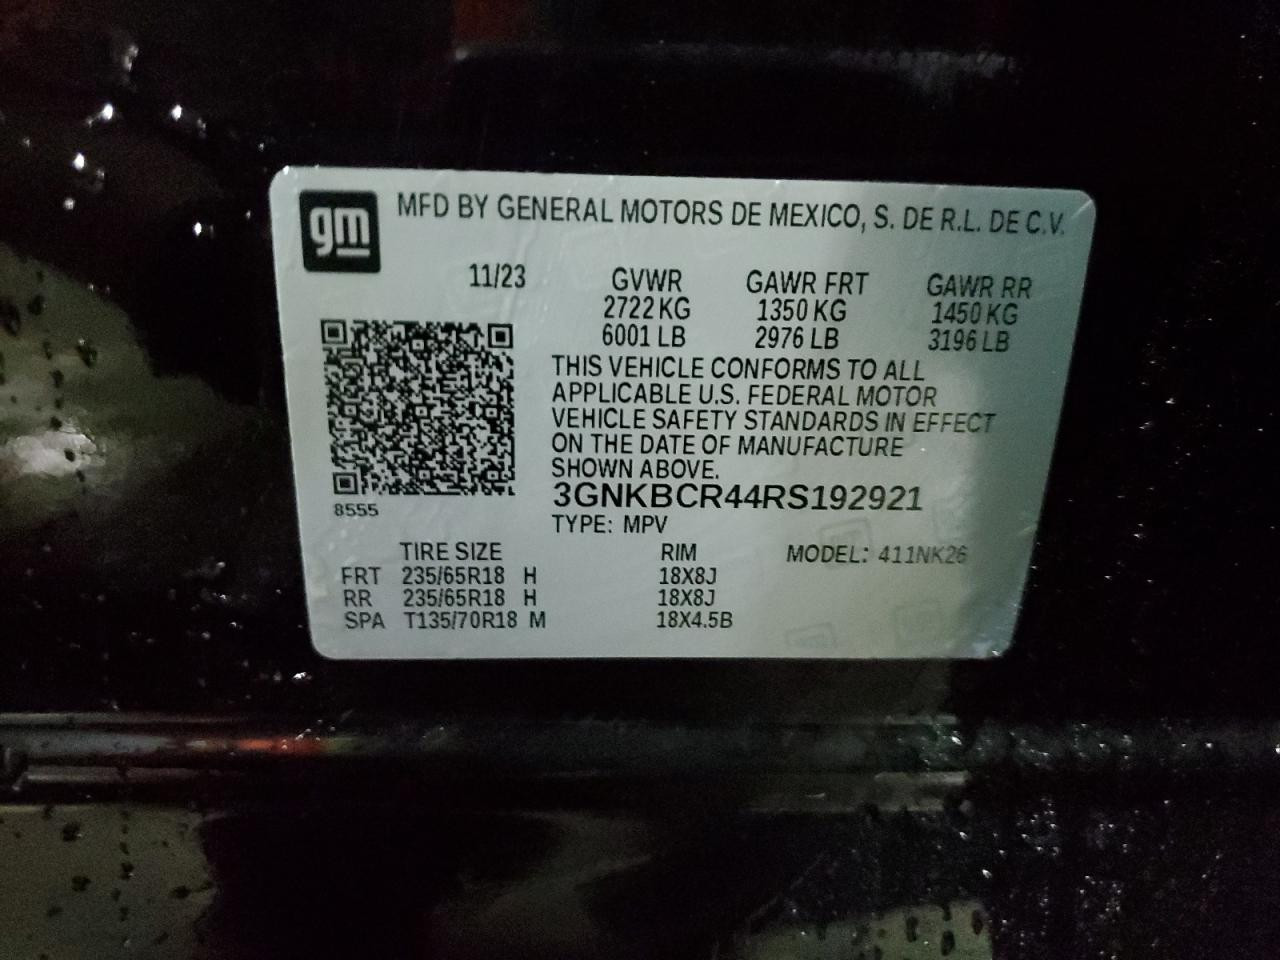 gm
MFD BY GENERAL MOTORS DE MEXICO, S. DE R.L. DE C.V.
11/23 GVWR GAWR FRT GAWR RR
2722 KG 1350 KG 1450 KG
6001 LB 2976 LB 3196 LB
THIS VEHICLE CONFORMS TO ALL
APPLICABLE U.S. FEDERAL MOTOR
VEHICLE SAFETY STANDARDS IN EFFECT
ON THE DATE OF MANUFACTURE
SHOWN ABOVE.
3GNKBCR44RS192921
8555
TYPE: MPV
TIRE SIZE RIM MODEL: 411NK26
FRT 235/65R18 H 18X8J
RR 235/65R18 H 18X8J
SPA T135/70R18 M 18X4.5B